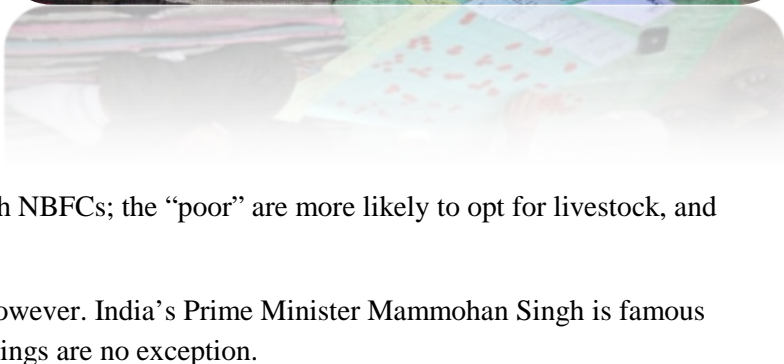 h NBFCs; the “poor” are more likely to opt for livestock, and
owever. India’s Prime Minister Mammohan Singh is famous
ings are no exception.